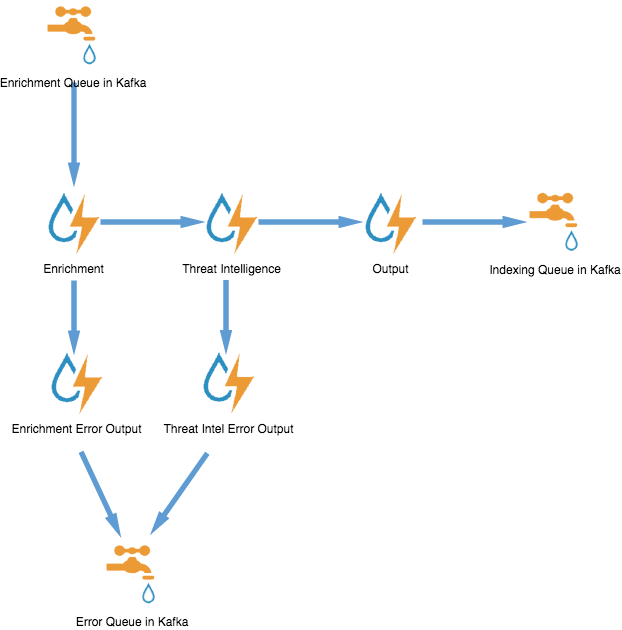 Enrichment Queue in Kafka
Enrichment
Threat Intelligence
Output
Indexing Queue in Kafka
Enrichment Error Output
Threat Intel Error Output
Error Queue in Kafka